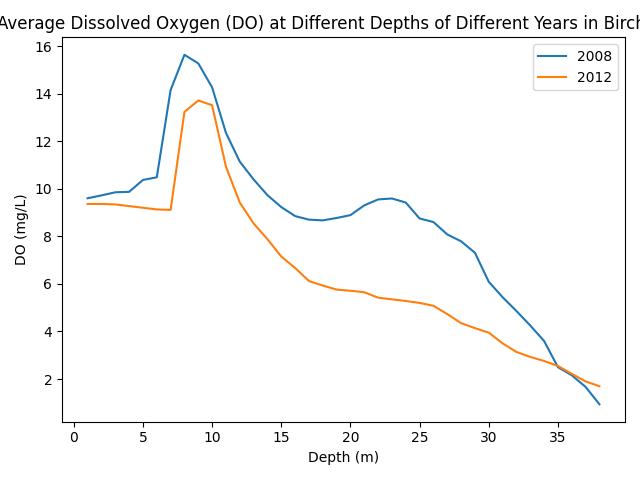 Average Dissolved Oxygen (DO) at Different Depths of Different Years in Birch
16
14
12
10
8
6
4
2
DO (mg/L)
2008
2012
0 5 10 15 20 25 30 35
Depth (m)